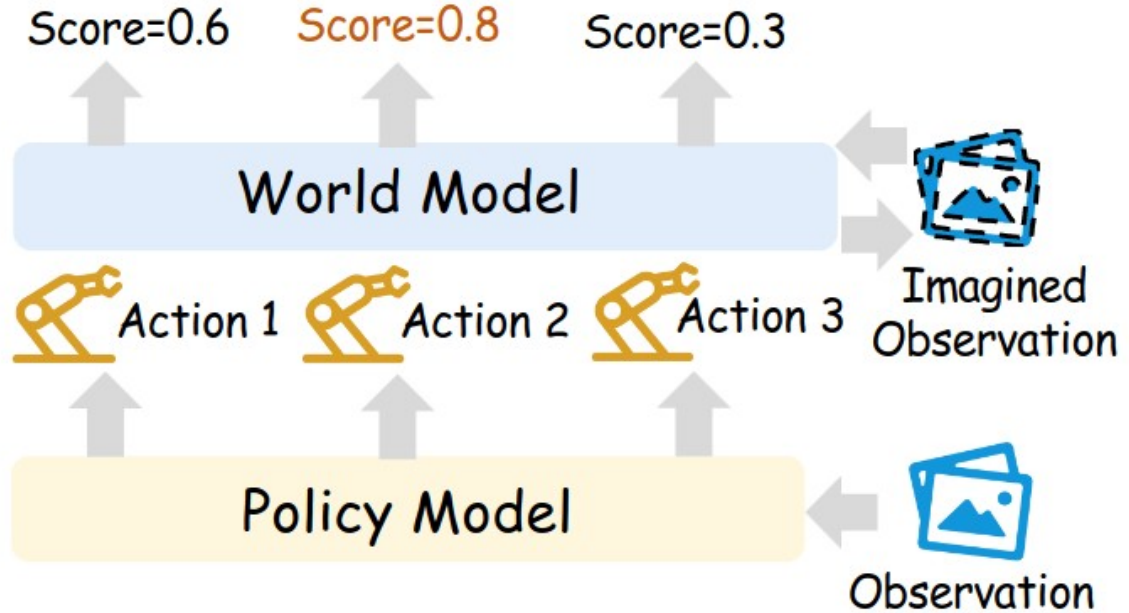 Score=0.6 Score=0.8 Score=0.3
World Model
Imagined
Observation
Action 1 Action 2 Action 3
Policy Model
Observation